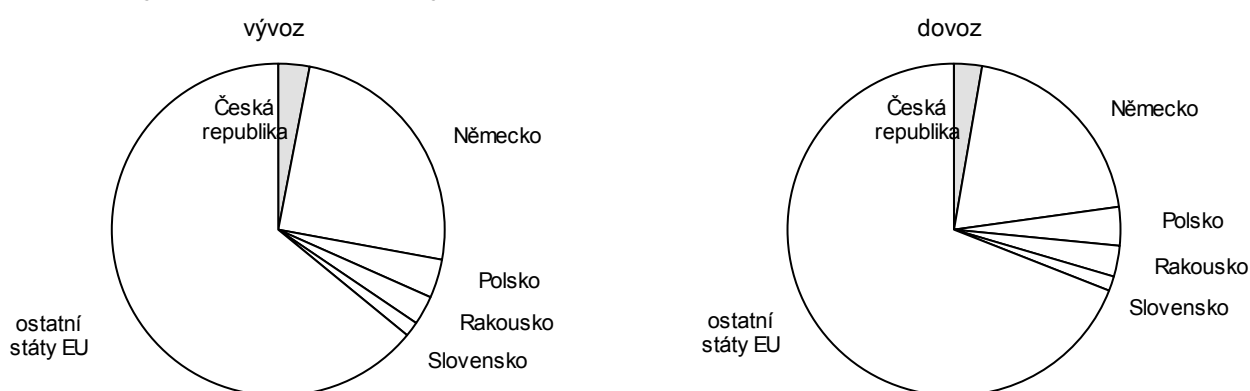 vývoz
Česká
republika
Německo
Polsko
Rakousko
Slovensko
ostatní
státy EU
dovoz
Česká
republika
Německo
Polsko
Rakousko
Slovensko
ostatní
státy EU